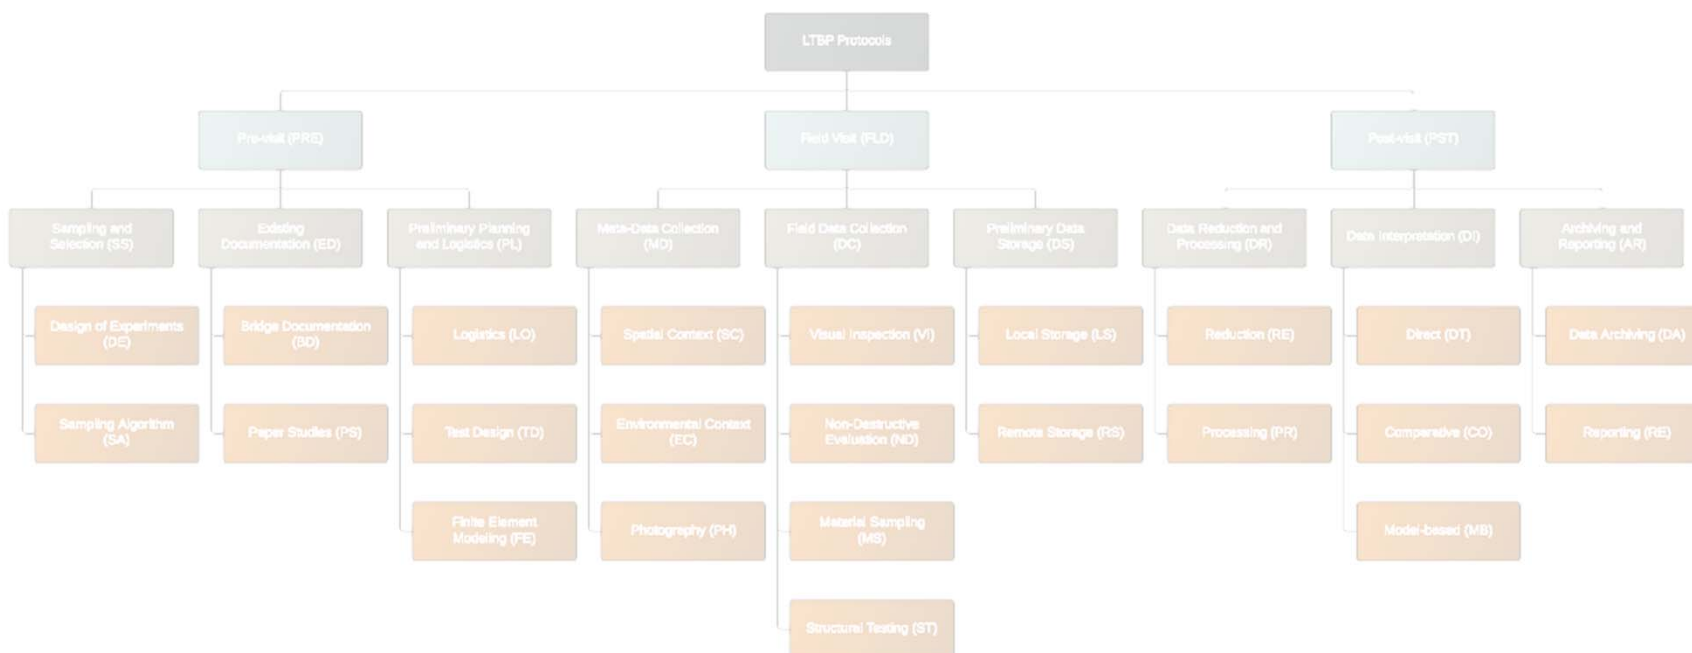 LTBP Protocols
Pre-visit (PRE)
Field Visit (FLD)
Post-visit (PST)
Sampling and
Selection (SS)
Existing
Documentation (ED)
Preliminary Planning
and Logistics (PL)
Meta-Data Collection (MD)
Field Data Collection
(DC)
Preliminary Data
Storage (DS)
Data Reduction and
Processing (DR)
Data Interpretation (DI)
Archiving and
Reporting (AR)
Design of Experiments
(DE)
Bridge Documentation
(BD)
Logistics (LO)
Spatial Context (SC)
Visual Inspection (VI)
Local Storage (LS)
Reduction (RE)
Direct (DT)
Data Archiving (DA)
Sampling Algorithm
(SA)
Paper Studies (PS)
Test Design (TD)
Environmental Context
(EC)
Non-Destructive
Evaluation (ND)
Remote Storage (RS)
Processing (PR)
Comparative (CO)
Reporting (RE)
Finite Element
Modeling (FE)
Photography (PH)
Material Sampling
(MS)
Model-based (MB)
Structural Testing (ST)